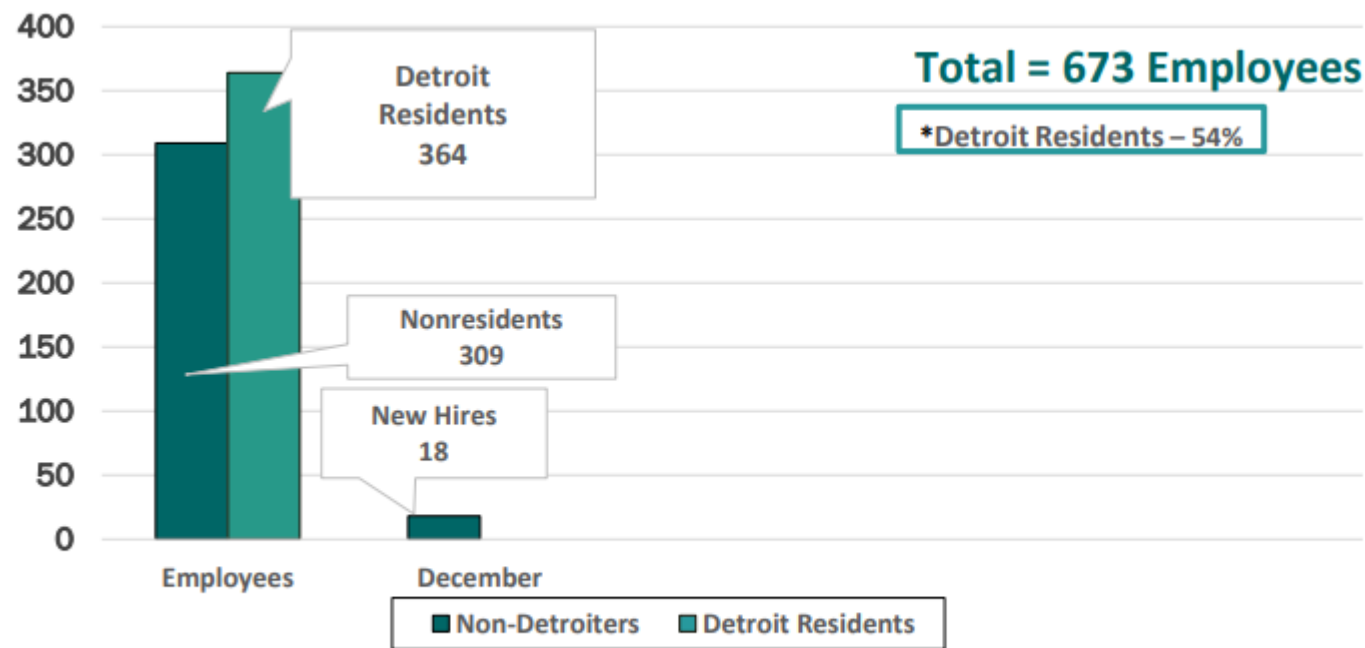 400
350
300
250
200
150
100
50
0
Detroit
Residents
364
Total = 673 Employees
*Detroit Residents – 54%
Nonresidents
309
New Hires
18
Employees
December
Non-Detroiters
Detroit Residents